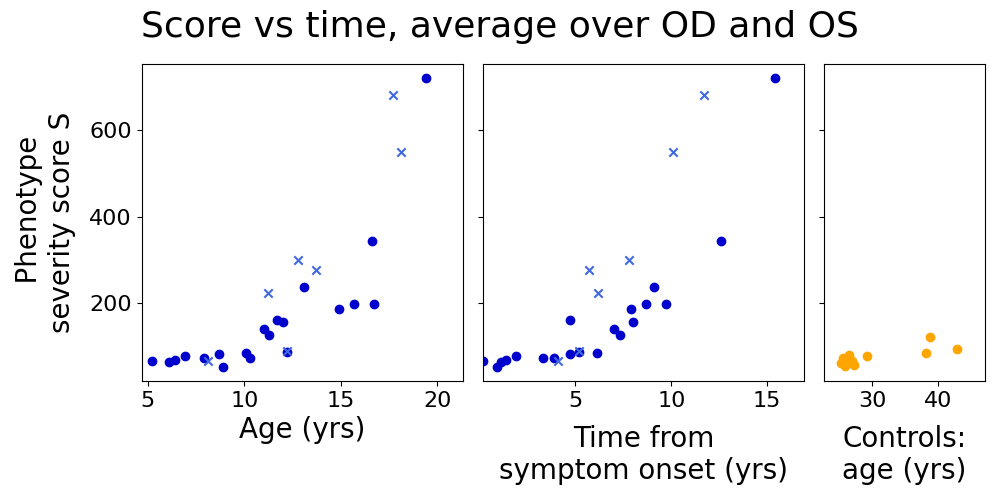 Score vs time, average over OD and OS
Phenotype
severity score S
600
400
200
5 10 15 20
Age (yrs)
5 10 15
Time from
symptom onset (yrs)
30 40
Controls:
age (yrs)